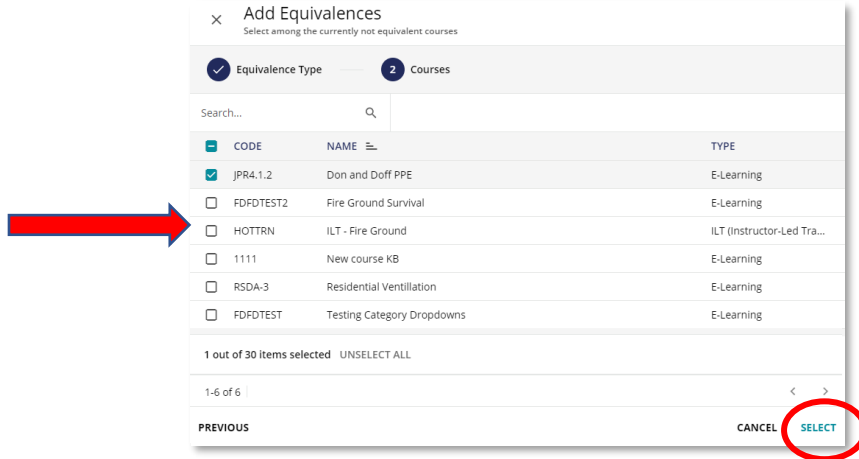 Add Equivalences
Select among the currently not equivalent courses
Equivalence Type 2 Courses
Search...
CODE NAME TYPE
JPR4.1.2 Don and Doff PPE E-Learning
FDFDTEST2 Fire Ground Survival E-Learning
HOTTRN ILT - Fire Ground ILT (Instructor-Led Tra...
1111 New course KB E-Learning
RSDA-3 Residential Ventillation E-Learning
FDFDTEST Testing Category Dropdowns E-Learning
1 out of 30 items selected UNSELECT ALL
1-6 of 6
PREVIOUS CANCEL SELECT